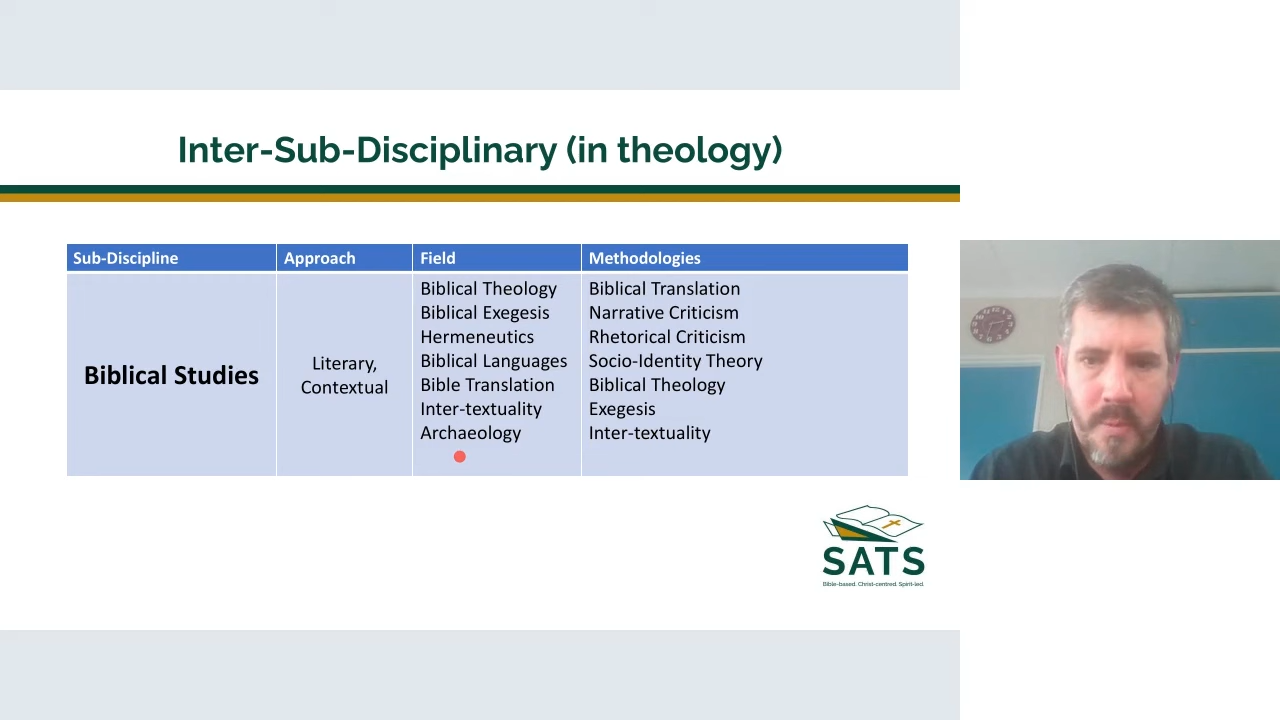 Inter-Sub-Disciplinary (in theology)
Sub-Discipline Approach Field Methodologies
Biblical Studies
Literary,
Contextual
Biblical Theology
Biblical Exegesis
Hermeneutics
Biblical Languages
Bible Translation
Inter-textuality
Archaeology
Biblical Translation
Narrative Criticism
Rhetorical Criticism
Socio-Identity Theory
Biblical Theology
Exegesis
Inter-textuality
SATS
Bible-based. Christ-centred. Spirit-led.